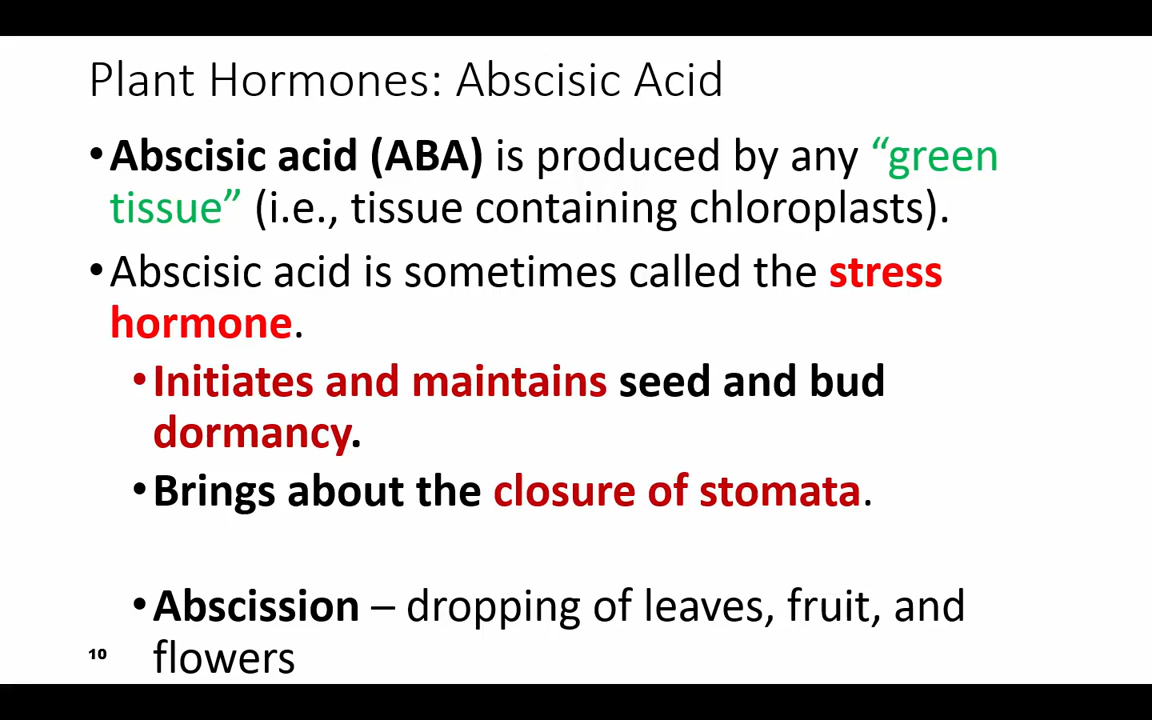 Plant Hormones: Abscisic Acid
•Abscisic acid (ABA) is produced by any “green
tissue” (i.e., tissue containing chloroplasts).
•Abscisic acid is sometimes called the stress
hormone.
•Initiates and maintains seed and bud
dormancy.
•Brings about the closure of stomata.
•Abscission – dropping of leaves, fruit, and
flowers
10